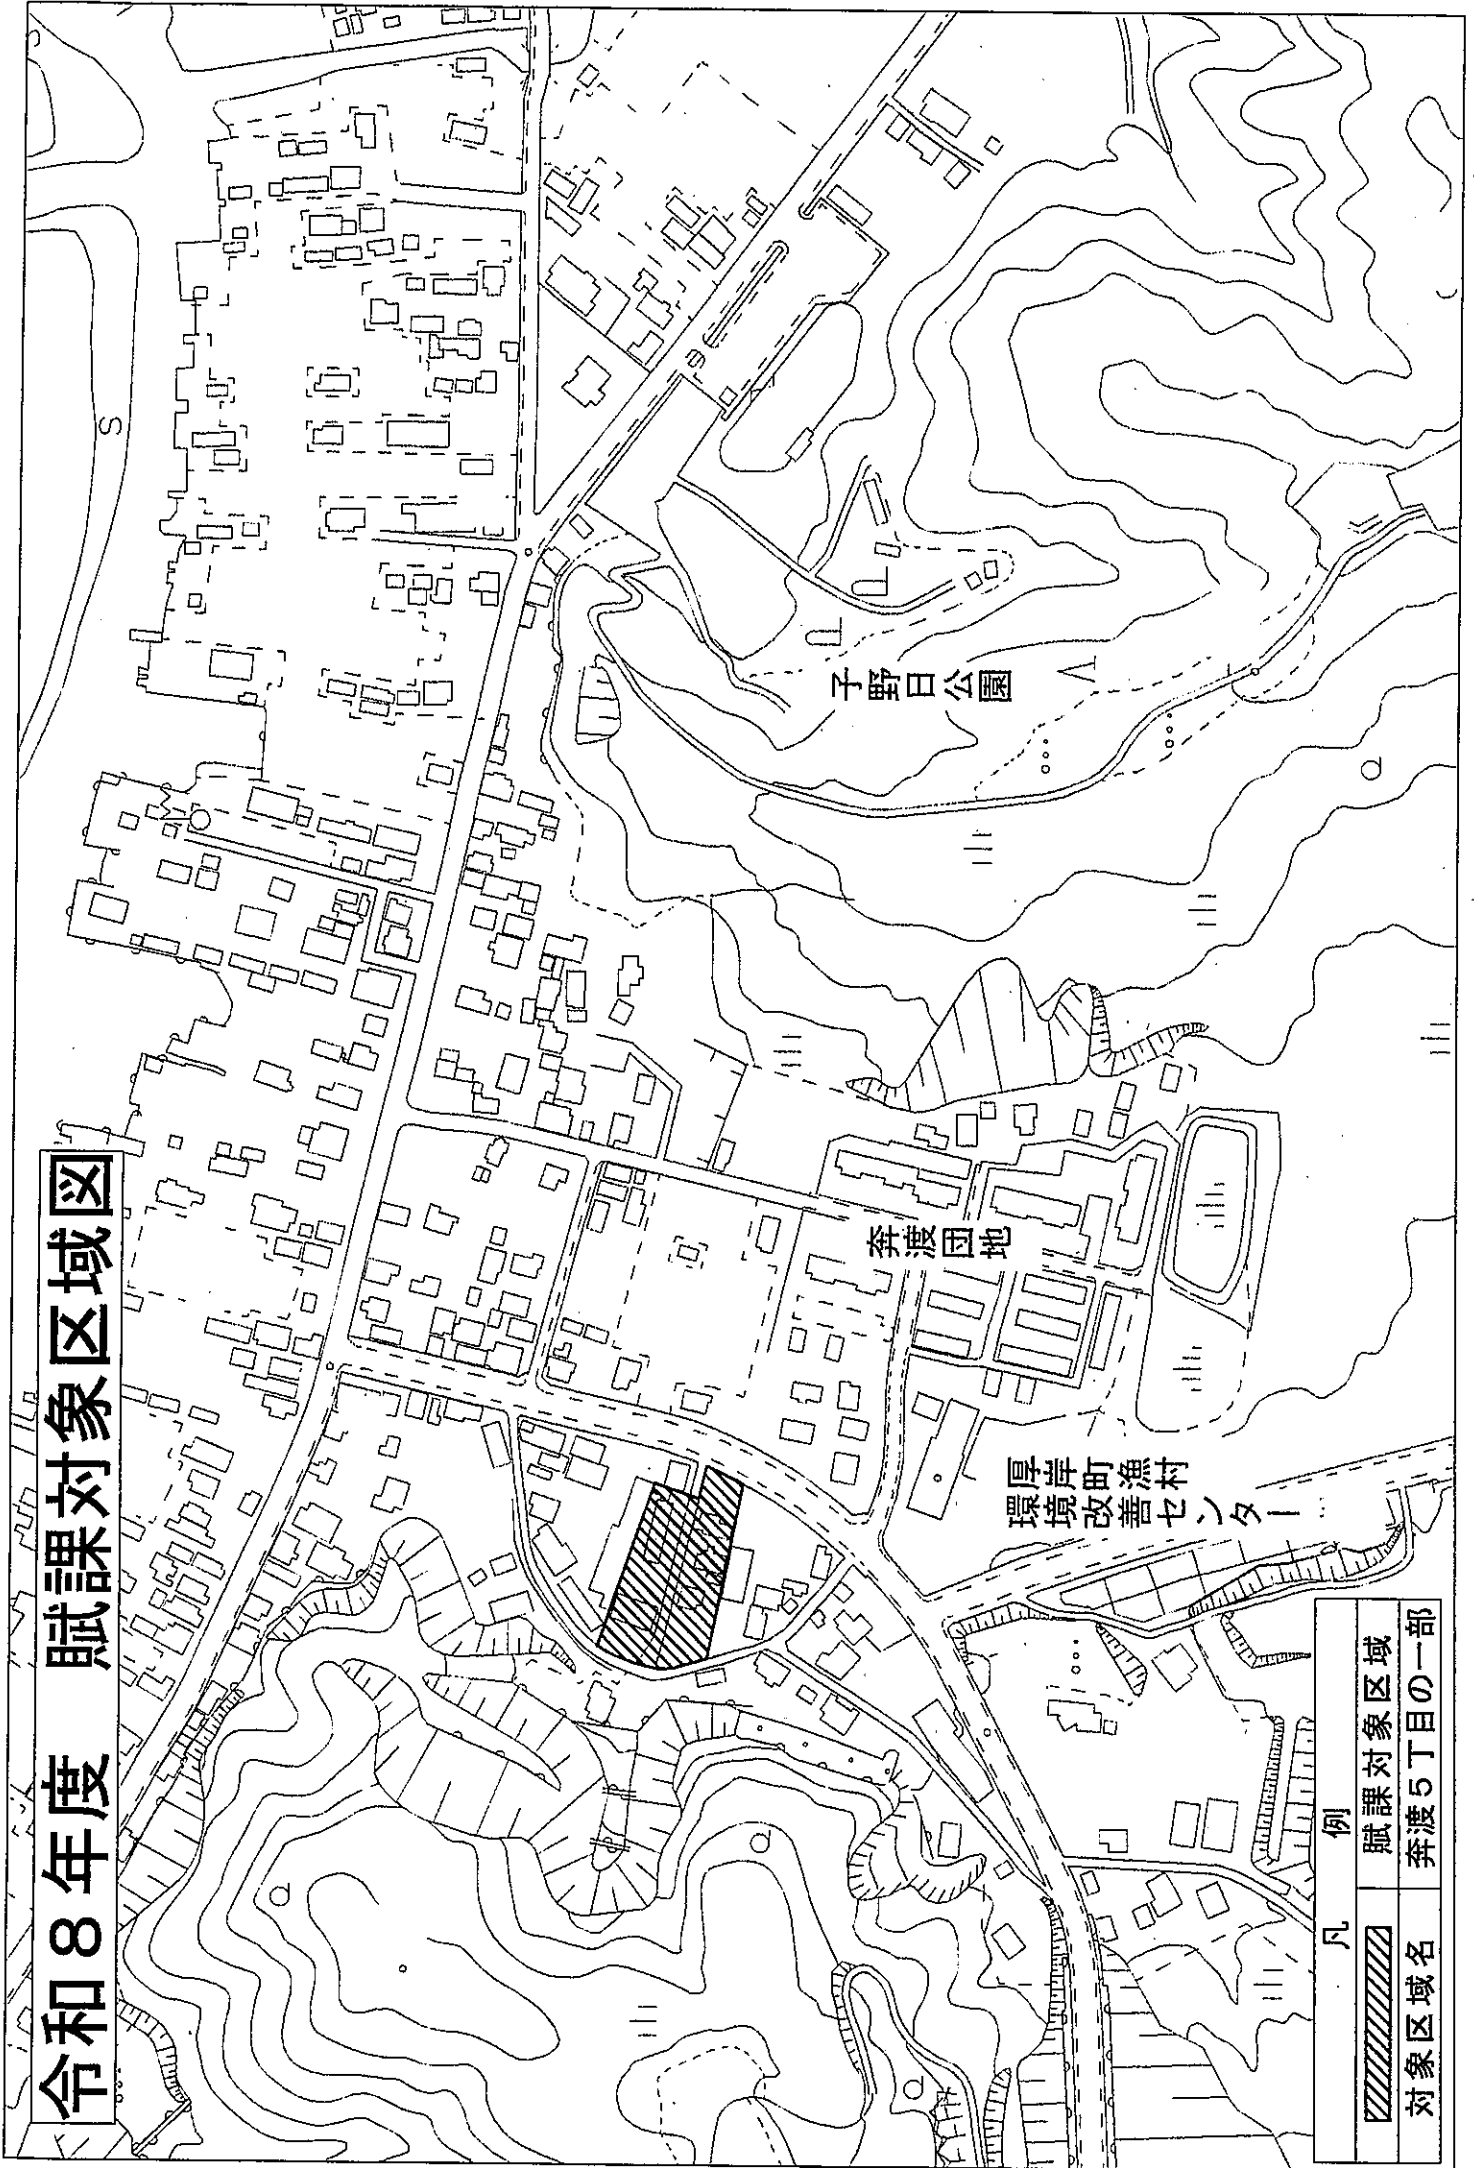 令和８年度　賦課対象区域図
子野日公園
奔渡団地
厚岸町漁村
環境改善センター
凡　例
賦課対象区域
対象区域名　奔渡５丁目の一部